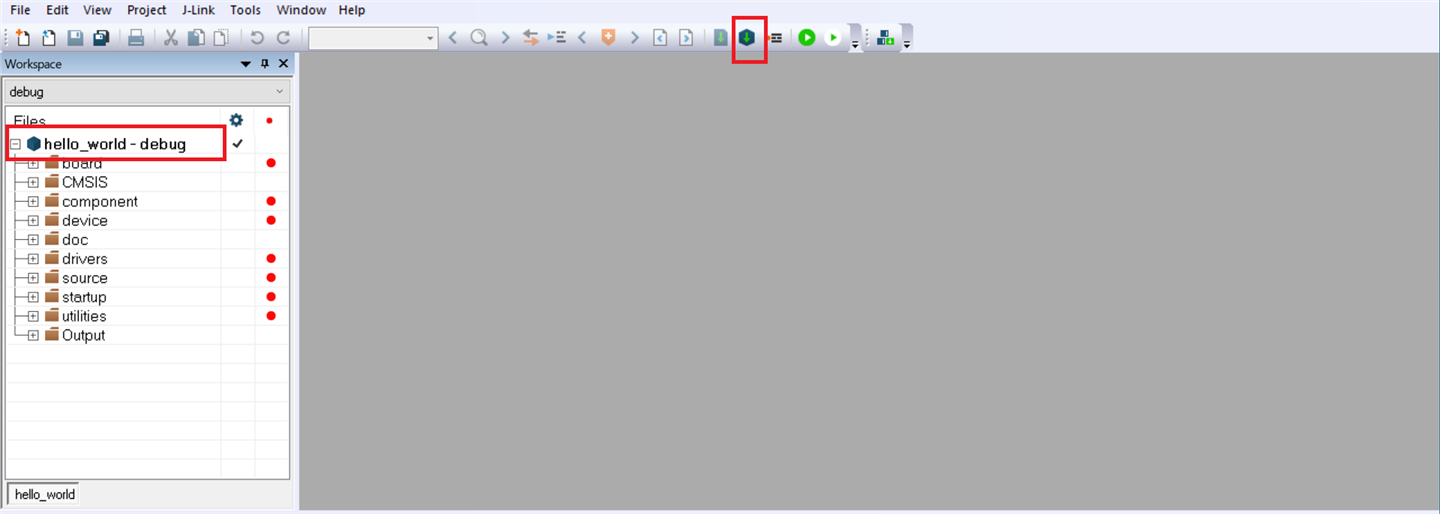 File Edit View Project J-Link Tools Window Help
Workspace
debug
Files
hello_world - debug
board
CMSIS
component
device
doc
drivers
source
startup
utilities
Output
hello_world